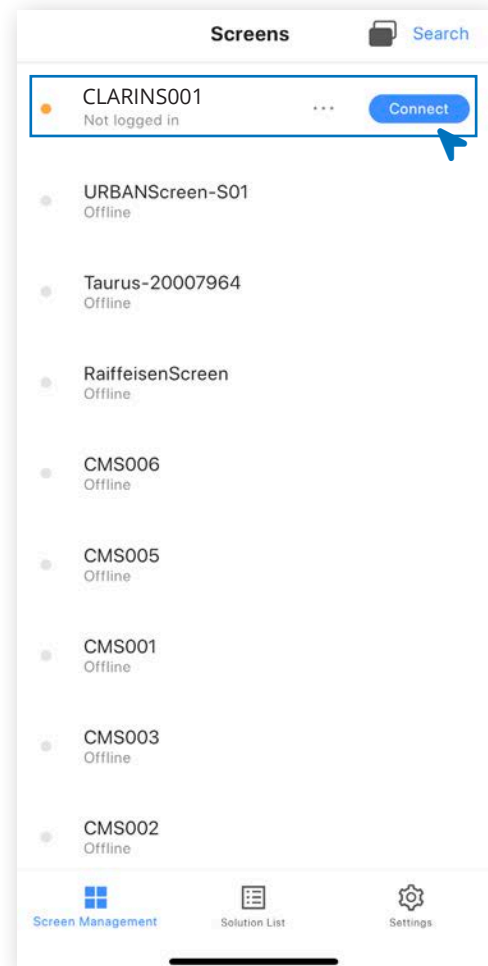 Screens
Search
CLARINS001
Not logged in
...
Connect
URBANScreen-S01
Offline
Taurus-20007964
Offline
RaiffeisenScreen
Offline
CMS006
Offline
CMS005
Offline
CMS001
Offline
CMS003
Offline
CMS002
Offline
Screen Management
Solution List
Settings